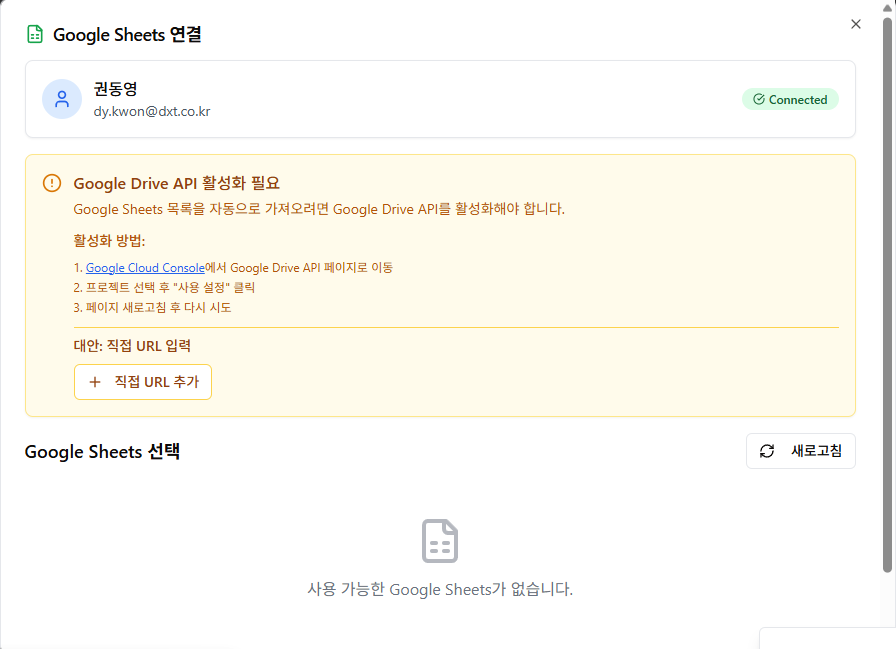 Google Sheets 연결
권동영
dy.kwon@dxt.co.kr
Connected
Google Drive API 활성화 필요
Google Sheets 목록을 자동으로 가져오려면 Google Drive API를 활성화해야 합니다.
활성화 방법:
1. Google Cloud Console에서 Google Drive API 페이지로 이동
2. 프로젝트 선택 후 "사용 설정" 클릭
3. 페이지 새로고침 후 다시 시도
대안: 직접 URL 입력
직접 URL 추가
Google Sheets 선택
새로고침
사용 가능한 Google Sheets가 없습니다.